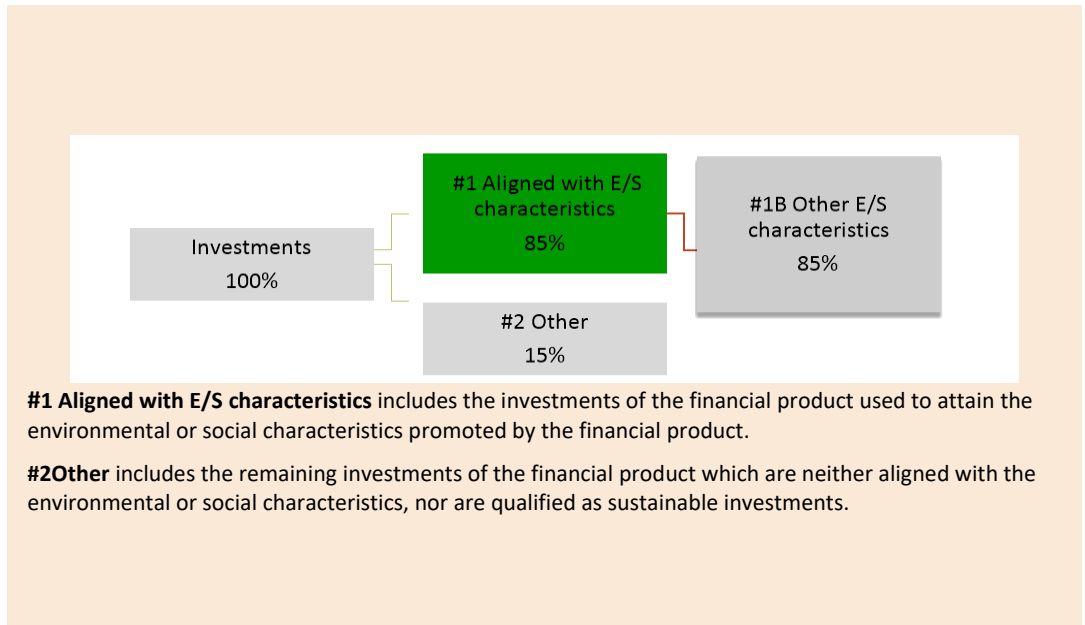 #1 Aligned with E/S
characteristics
85%
#1B Other E/S
characteristics
85%
Investments
100%
#2 Other
15%
#1 Aligned with E/S characteristics includes the investments of the financial product used to attain the
environmental or social characteristics promoted by the financial product.
#2Other includes the remaining investments of the financial product which are neither aligned with the
environmental or social characteristics, nor are qualified as sustainable investments.